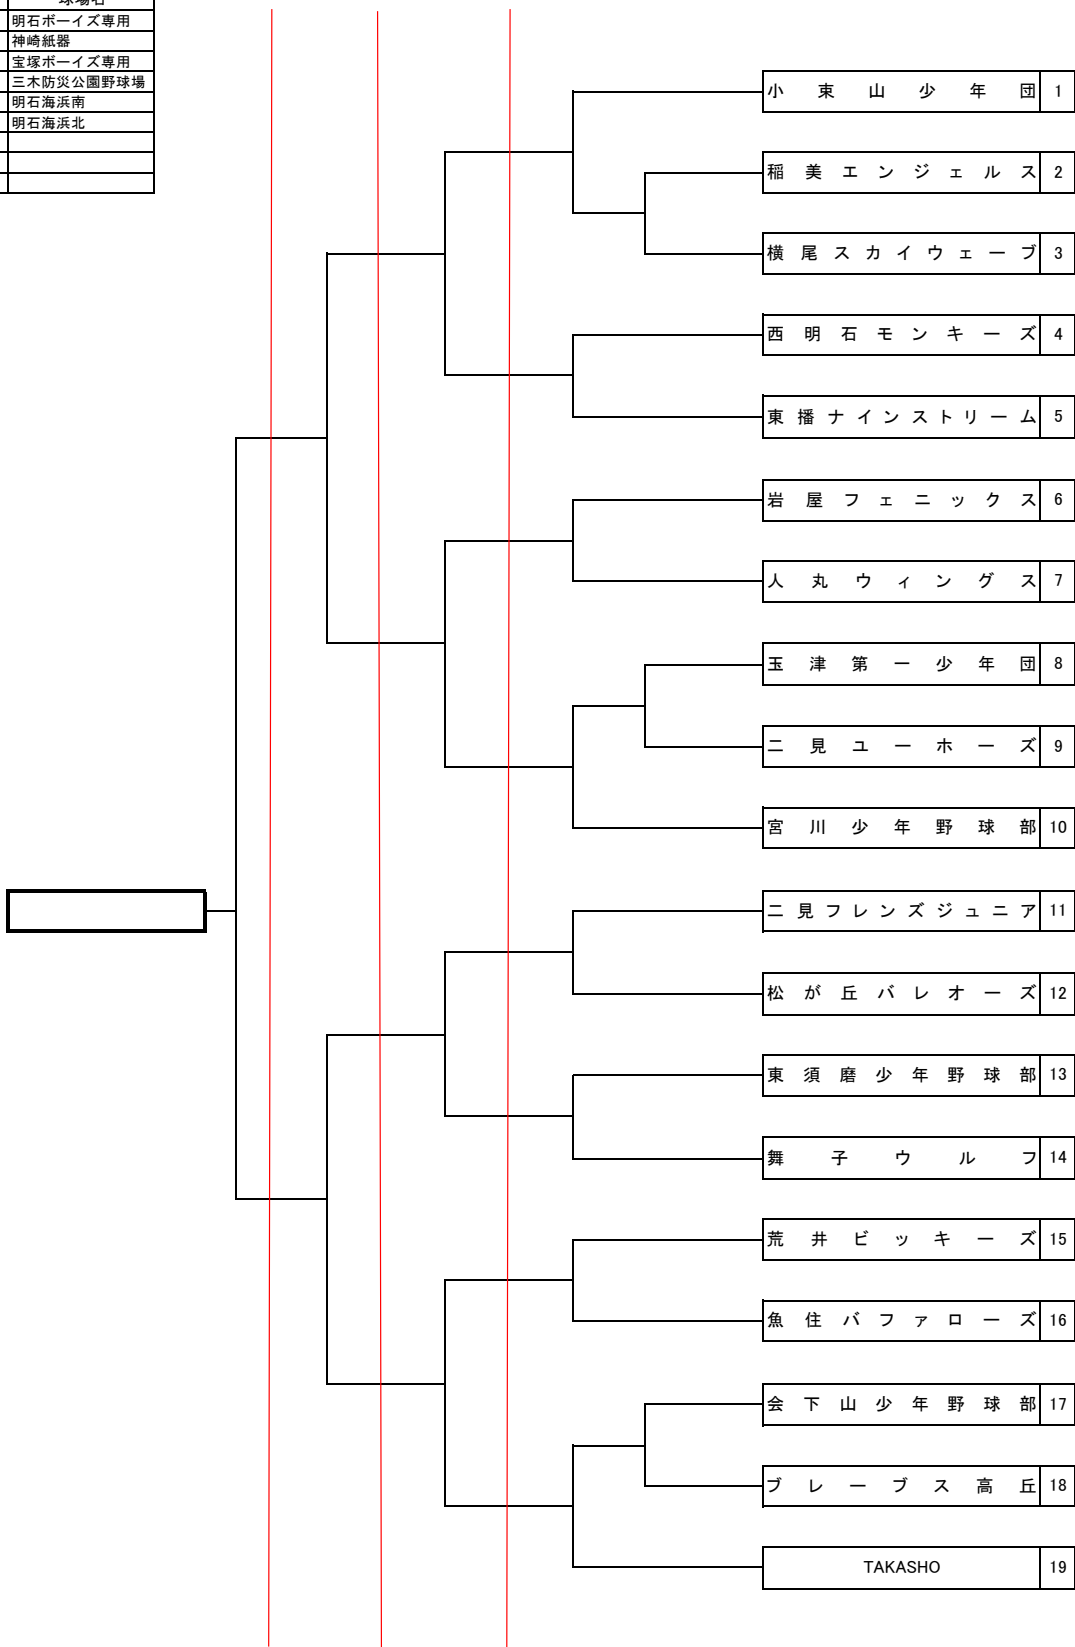 球場名
明石ボーイズ専用
神崎紙器
宝塚ボーイズ専用
三木防災公園野球場
明石海浜南
明石海浜北
小東山少年団 1
稲美エンジェルス 2
横尾スカイウェーブ 3
西明石モンキーズ 4
東播ナインストリーム 5
岩屋フェニックス 6
人丸ウィングス 7
玉津第一少年団 8
二見ユーホーズ 9
宮川少年野球部 10
二見フレンズジュニア 11
松が丘バレオーズ 12
東須磨少年野球部 13
舞子ウルフ 14
荒井ビッキーズ 15
魚住バファローズ 16
会下山少年野球部 17
ブレーブス高丘 18
TAKASHO 19